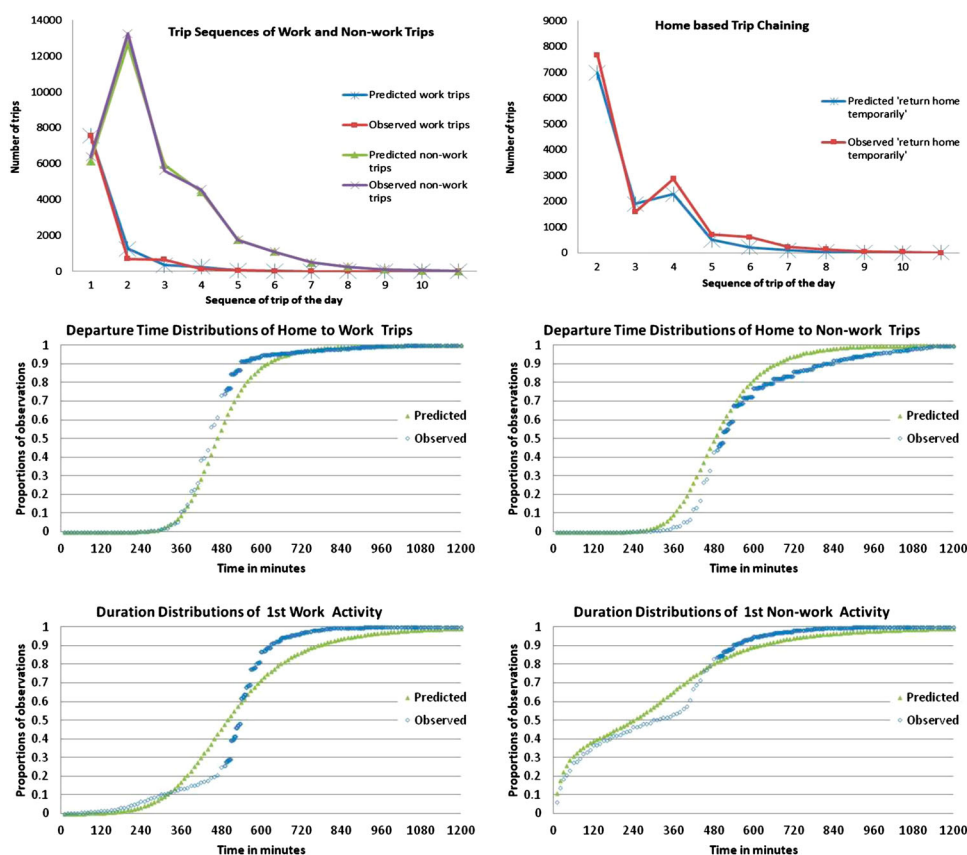 Trip Sequences of Work and Non-work Trips
14000
12000
10000
8000
6000
4000
2000
0
Number of trips
Predicted work trips
Observed work trips
Predicted non-work
trips
Observed non-work
trips
1 2 3 4 5 6 7 8 9 10
Sequence of trip of the day
Home based Trip Chaining
9000
8000
7000
6000
5000
4000
3000
2000
1000
0
Number of trips
Predicted 'return home
temporarily'
Observed 'return home
temporarily'
2 3 4 5 6 7 8 9 10
Sequence of trip of the day
Departure Time Distributions of Home to Work Trips
1
0.9
0.8
0.7
0.6
0.5
0.4
0.3
0.2
0.1
0
Proportions of observations
Predicted
Observed
0 120 240 360 480 600 720 840 960 1080 1200
Time in minutes
Departure Time Distributions of Home to Non-work Trips
1
0.9
0.8
0.7
0.6
0.5
0.4
0.3
0.2
0.1
0
Proportions of observations
Predicted
Observed
0 120 240 360 480 600 720 840 960 1080 1200
Time in minutes
Duration Distributions of 1st Work Activity
1
0.9
0.8
0.7
0.6
0.5
0.4
0.3
0.2
0.1
0
Proportions of observations
Predicted
Observed
0 120 240 360 480 600 720 840 960 1080 1200
Time in minutes
Duration Distributions of 1st Non-work Activity
1
0.9
0.8
0.7
0.6
0.5
0.4
0.3
0.2
0.1
0
Proportions of observations
Predicted
Observed
0 120 240 360 480 600 720 840 960 1080 1200
Time in minutes